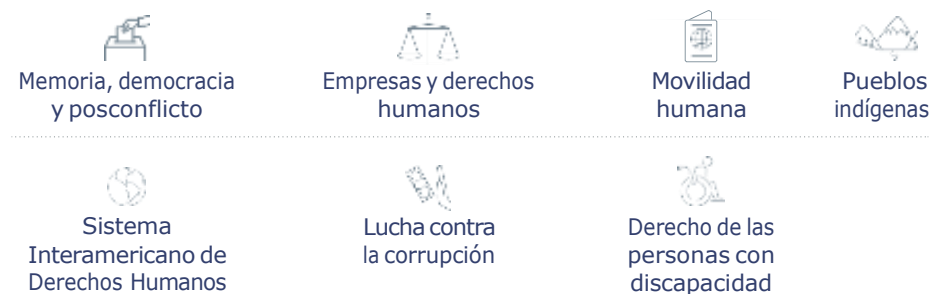 Memoria, democracia
y posconflicto
Empresas y derechos
humanos
Movilidad
humana
Pueblos
indígenas
Sistema
Interamericano de
Derechos Humanos
Lucha contra
la corrupción
Derecho de las
personas con
discapacidad